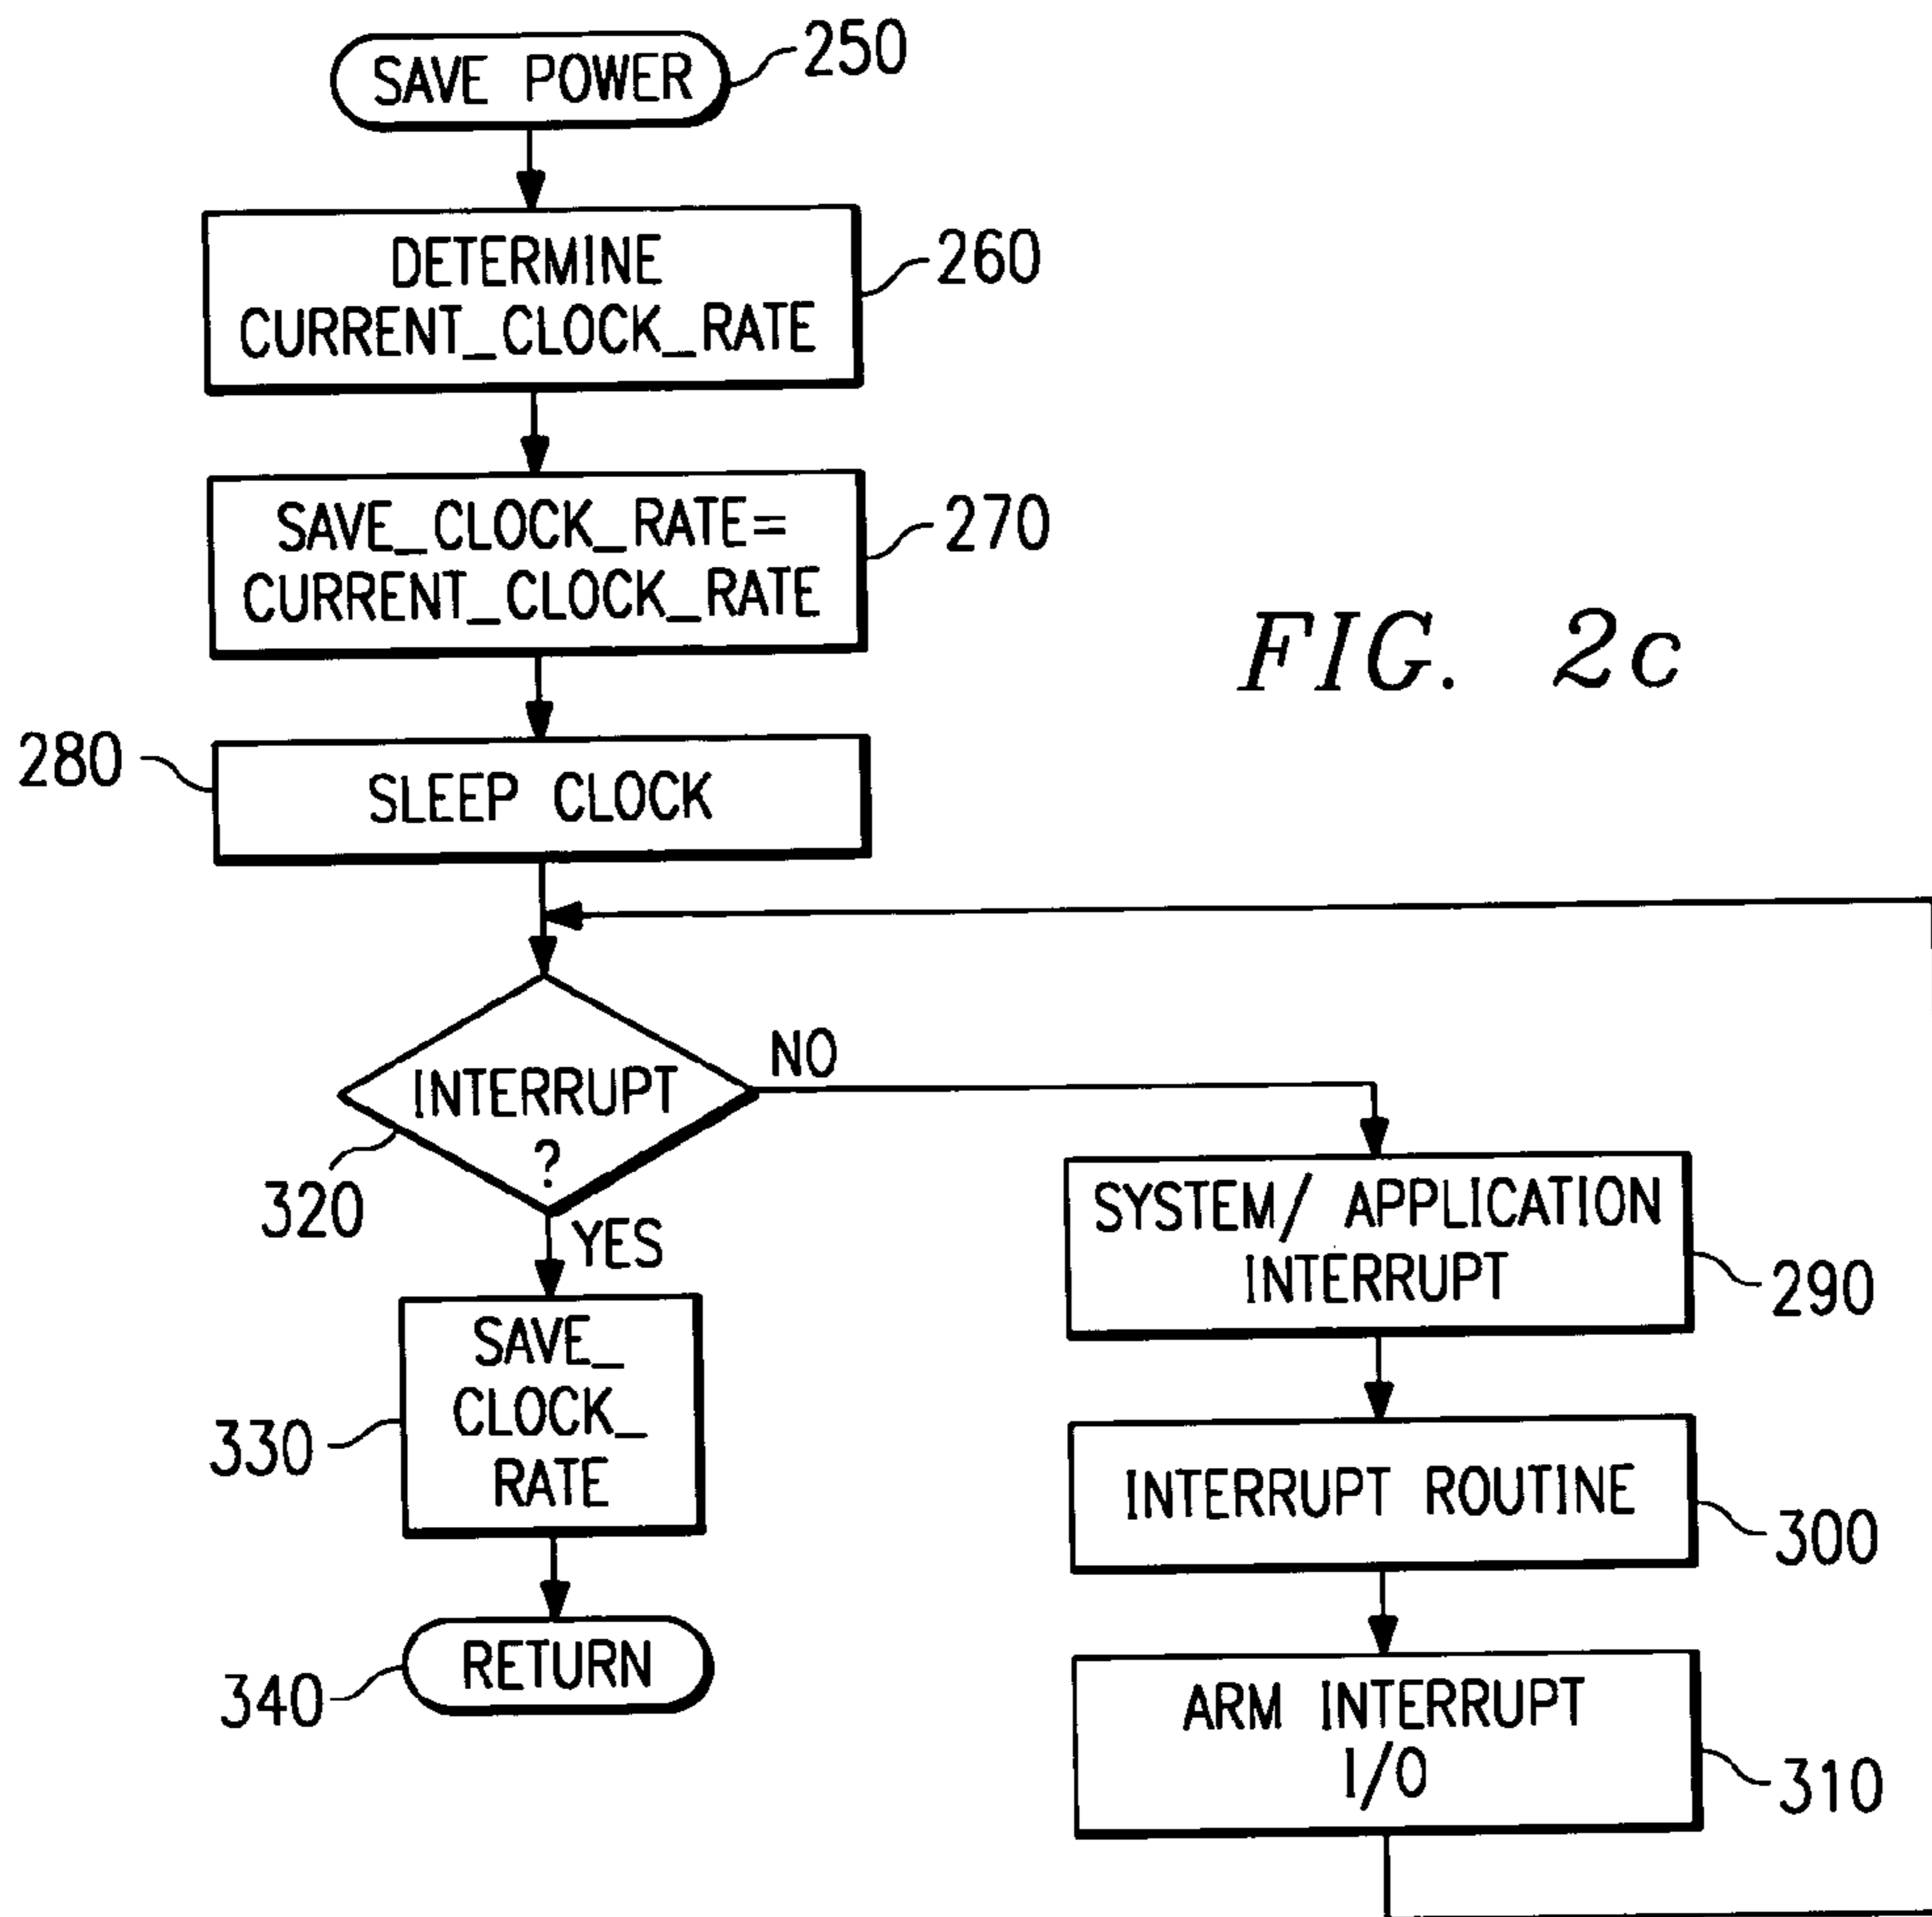 SAVE POWER
250
DETERMINE
CURRENT_CLOCK_RATE
260
SAVE_CLOCK_RATE=
CURRENT_CLOCK_RATE
270
FIG. 2c
280
SLEEP CLOCK
INTERRUPT
?
NO
320
YES
SYSTEM/ APPLICATION
INTERRUPT
290
SAVE_
CLOCK_
RATE
330
INTERRUPT ROUTINE
300
RETURN
340
ARM INTERRUPT
I/O
310